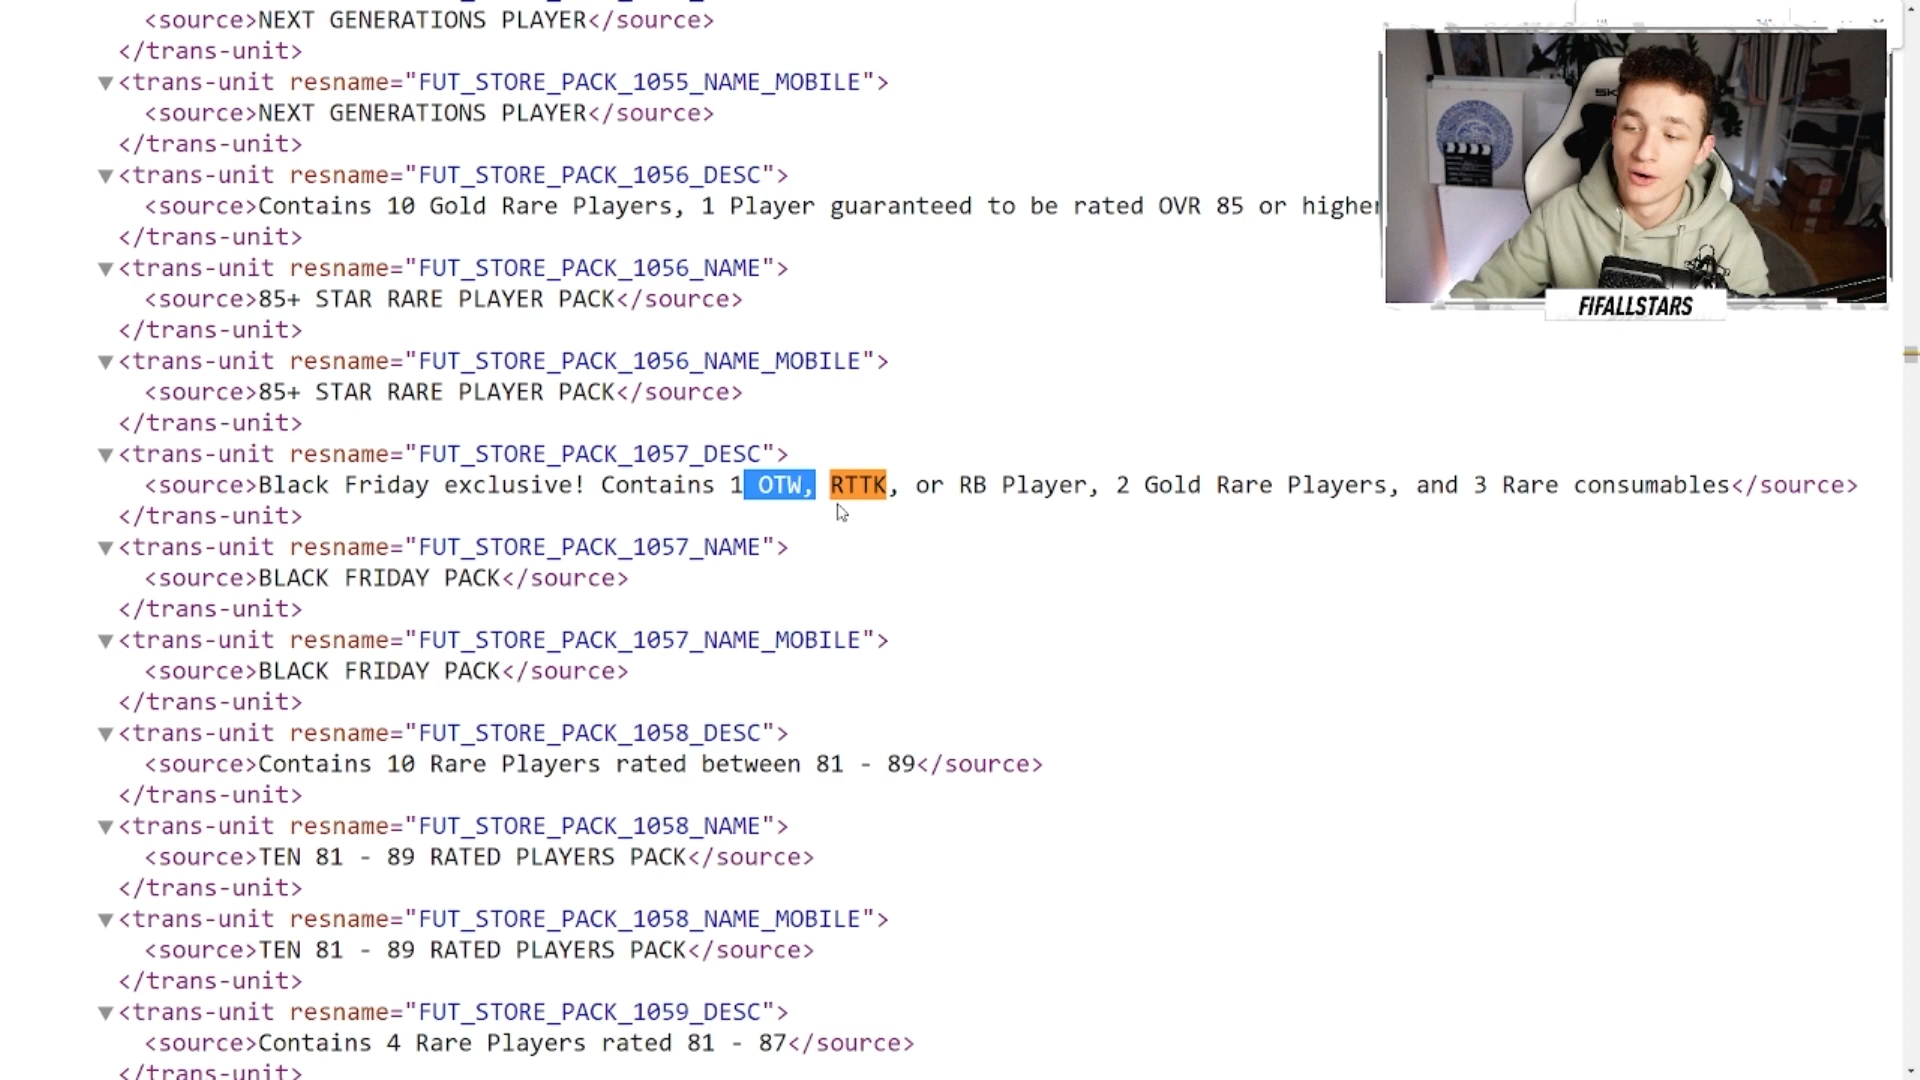 <source>NEXT GENERATIONS PLAYER</source>
</trans-unit>
▼<trans-unit resname="FUT_STORE_PACK_1055_NAME_MOBILE">
<source>NEXT GENERATIONS PLAYER</source>
</trans-unit>
▼<trans-unit resname="FUT_STORE_PACK_1056_DESC">
<source>Contains 10 Gold Rare Players, 1 Player guaranteed to be rated OVR 85 or higher
</trans-unit>
▼<trans-unit resname="FUT_STORE_PACK_1056_NAME">
<source>85+ STAR RARE PLAYER PACK</source>
FIFALLSTARS
</trans-unit>
▼<trans-unit resname="FUT_STORE_PACK_1056_NAME_MOBILE">
<source>85+ STAR RARE PLAYER PACK</source>
</trans-unit>
▼<trans-unit resname="FUT_STORE_PACK_1057_DESC">
<source>Black Friday exclusive! Contains 1 OTW, RTTK, or RB Player, 2 Gold Rare Players, and 3 Rare consumables</source>
</trans-unit>
▼<trans-unit resname="FUT_STORE_PACK_1057_NAME">
<source>BLACK FRIDAY PACK</source>
</trans-unit>
▼<trans-unit resname="FUT_STORE_PACK_1057_NAME_MOBILE">
<source>BLACK FRIDAY PACK</source>
</trans-unit>
▼<trans-unit resname="FUT_STORE_PACK_1058_DESC">
<source>Contains 10 Rare Players rated between 81 - 89</source>
</trans-unit>
▼<trans-unit resname="FUT_STORE_PACK_1058_NAME">
<source>TEN 81 - 89 RATED PLAYERS PACK</source>
</trans-unit>
▼<trans-unit resname="FUT_STORE_PACK_1058_NAME_MOBILE">
<source>TEN 81 - 89 RATED PLAYERS PACK</source>
</trans-unit>
▼<trans-unit resname="FUT_STORE_PACK_1059_DESC">
<source>Contains 4 Rare Players rated 81 - 87</source>
</trans-unit>